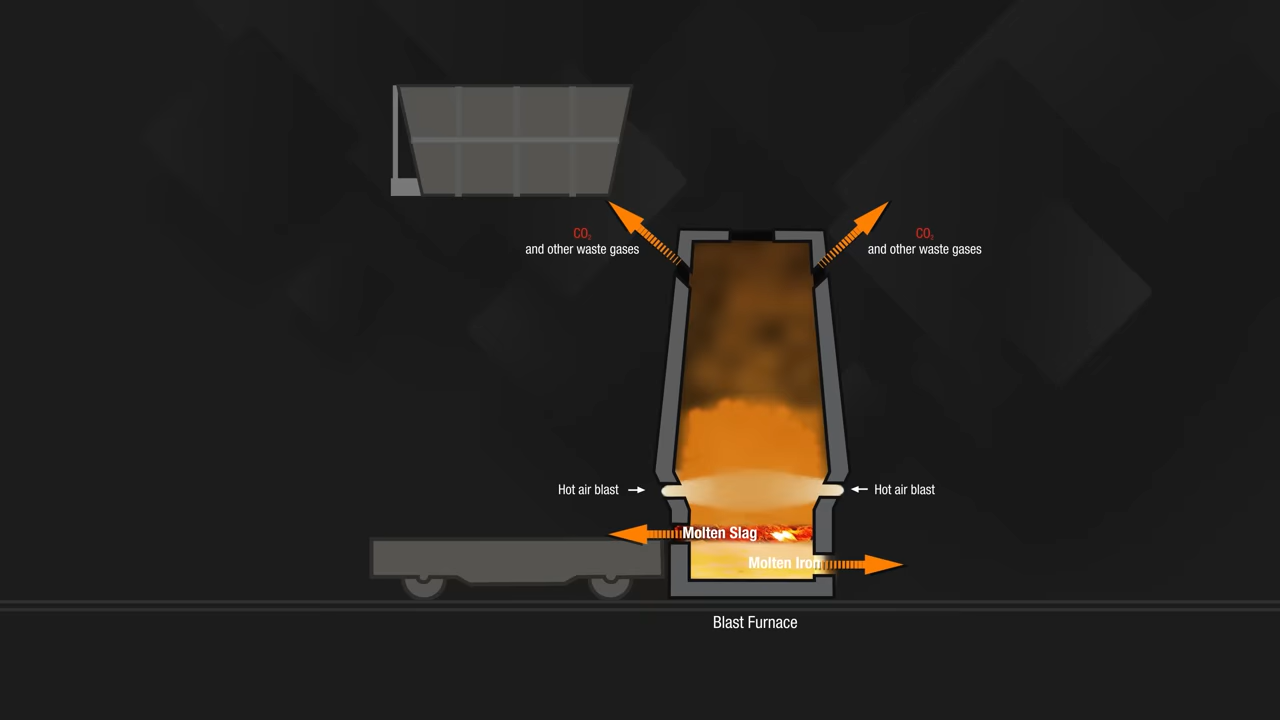 CO₂
and other waste gases
CO₂
and other waste gases
Hot air blast
Hot air blast
Molten Slag
Molten Iron
Blast Furnace